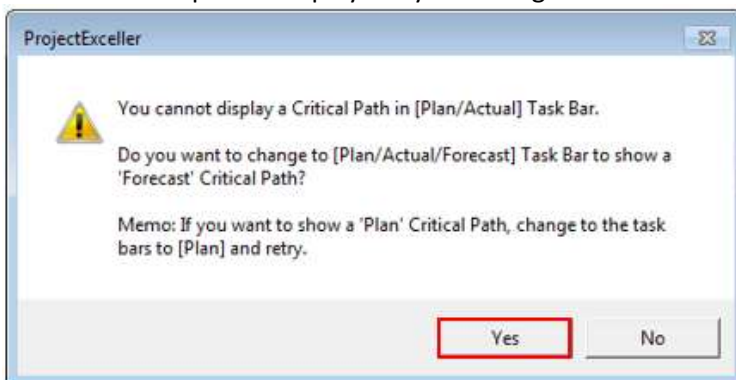 ProjectExceller
You cannot display a Critical Path in [Plan/Actual] Task Bar.
Do you want to change to [Plan/Actual/Forecast] Task Bar to show a
'Forecast' Critical Path?
Memo: If you want to show a 'Plan' Critical Path, change to the task
bars to [Plan] and retry.
Yes No